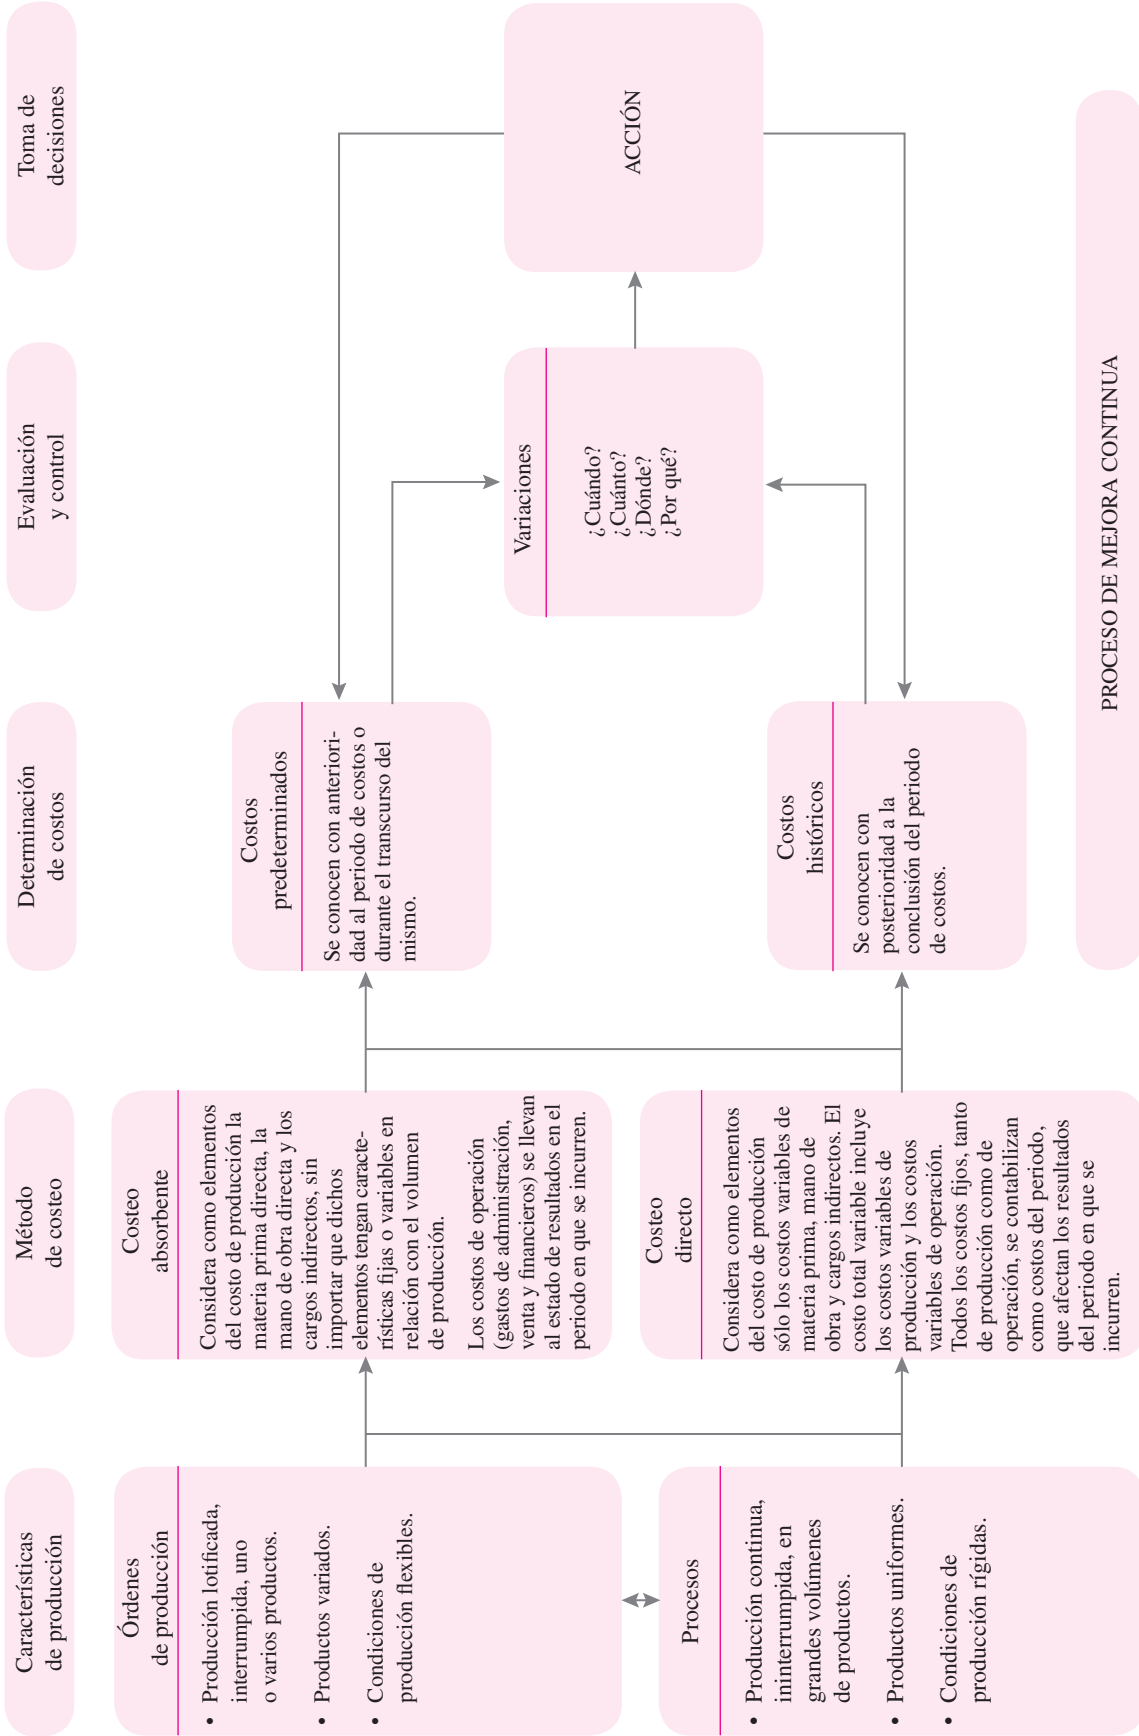 Características
de producción
Método
de costeo
Determinación
de costos
Evaluación
y control
Toma de
decisiones
Órdenes
de producción
• Producción lotificada,
interrumpida, uno
o varios productos.
• Productos variados.
• Condiciones de
producción flexibles.
Procesos
• Producción continua,
ininterrumpida, en
grandes volúmenes
de productos.
• Productos uniformes.
• Condiciones de
producción rígidas.
Costeo
absorbente
Considera como elementos
del costo de producción la
materia prima directa, la
mano de obra directa y los
cargos indirectos, sin
importar que dichos
elementos tengan caracte-
rísticas fijas o variables en
relación con el volumen
de producción.
Los costos de operación
(gastos de administración,
venta y financieros) se llevan
al estado de resultados en el
periodo en que se incurren.
Costeo
directo
Considera como elementos
del costo de producción
sólo los costos variables de
materia prima, mano de
obra y cargos indirectos. El
costo total variable incluye
los costos variables de
producción y los costos
variables de operación.
Todos los costos fijos, tanto
de producción como de
operación, se contabilizan
como costos del periodo,
que afectan los resultados
del periodo en que se
incurren.
Costos
predeterminados
Se conocen con anteriori-
dad al periodo de costos o
durante el transcurso del
mismo.
Costos
históricos
Se conocen con
posterioridad a la
conclusión del periodo
de costos.
Variaciones
¿Cuándo?
¿Cuánto?
¿Dónde?
¿Por qué?
ACCIÓN
PROCESO DE MEJORA CONTINUA